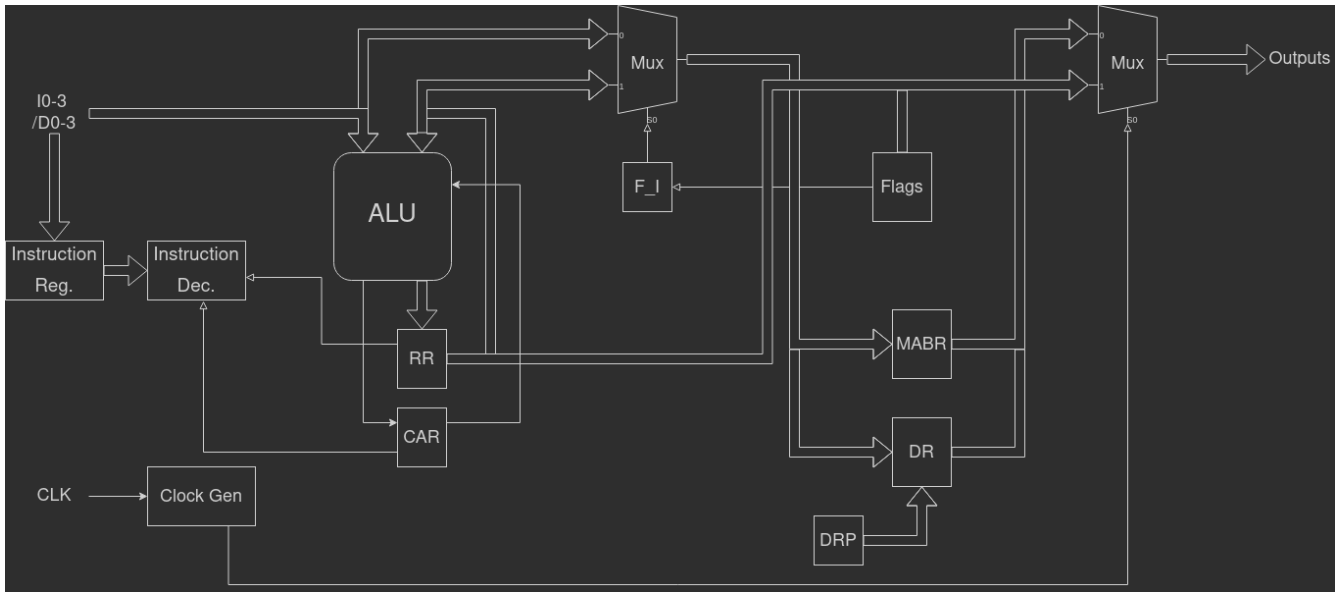 0
Mux
1
S0
0
Mux
1
S0
Outputs
I0-3
/D0-3
ALU
F_I
Flags
Instruction
Reg.
Instruction
Dec.
RR
MABR
CAR
DR
CLK
Clock Gen
DRP